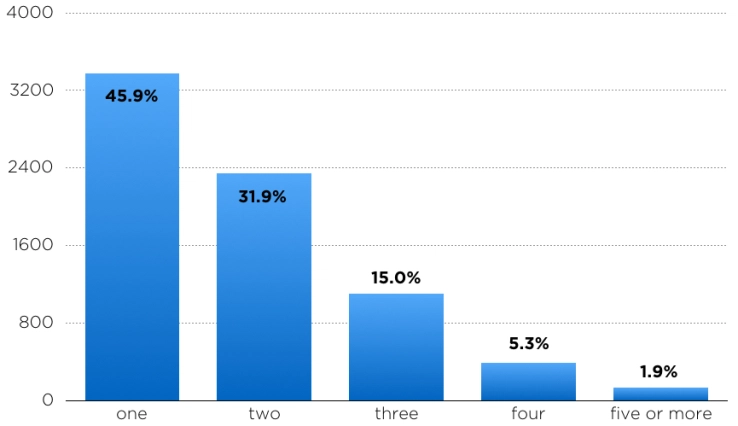 4000
3200
2400
1600
800
0
45.9%
31.9%
15.0%
5.3%
1.9%
one
two
three
four
five or more